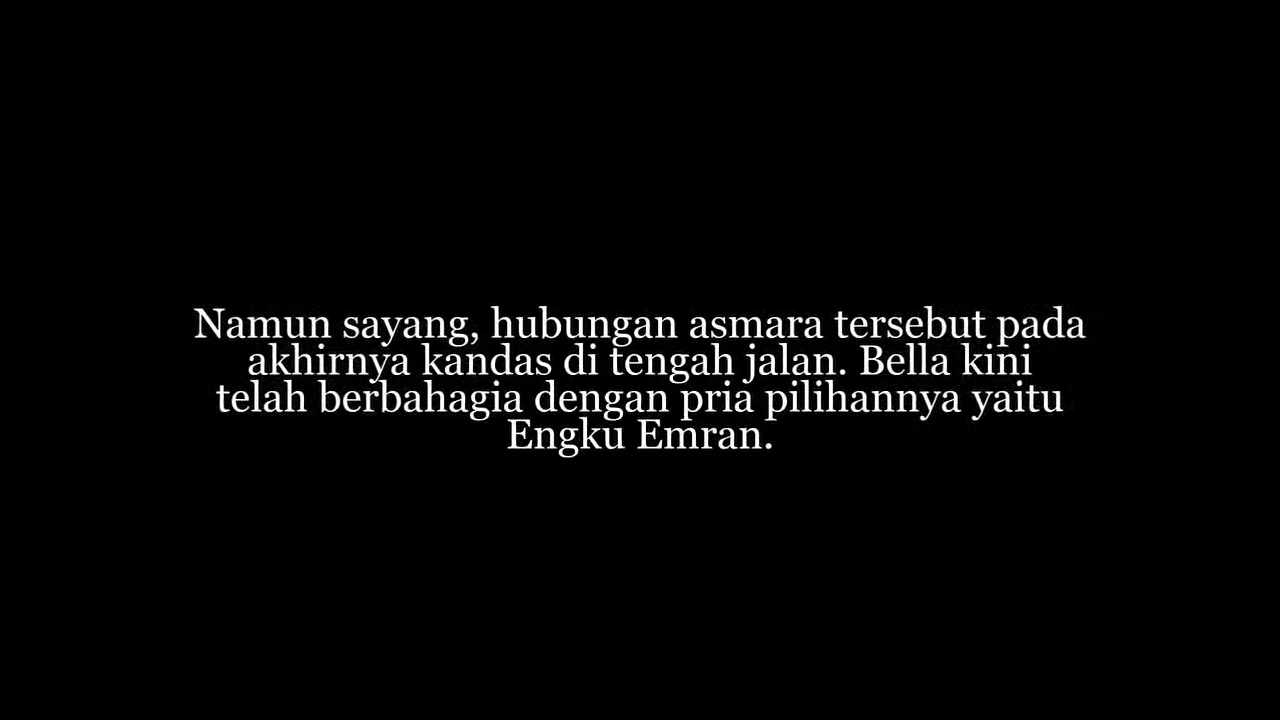 Namun sayang, hubungan asmara tersebut pada
akhirnya kandas di tengah jalan. Bella kini
telah berbahagia dengan pria pilihannya yaitu
Engku Emran.